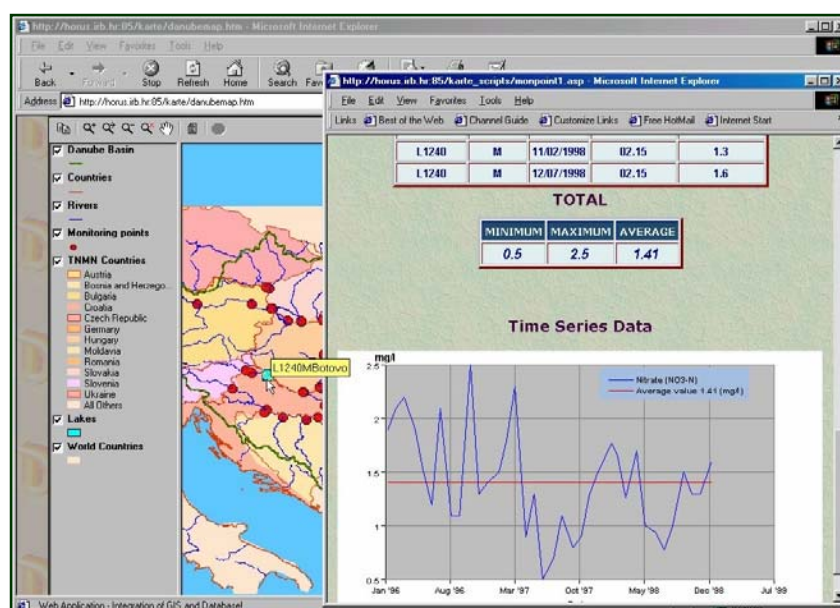 http://horus.irb.hr:85/karte/danubemap.htm - Microsoft Internet Explorer
File Edit View Favorites Tools Help
Back Forward Stop Refresh Home Search
Address http://horus.irb.hr:85/karte/danubemap.htm
Danube Basin
Countries
Rivers
Monitoring points
TNMN Countries
Austria
Bosnia and Herzego...
Bulgaria
Croatia
Czech Republic
Germany
Hungary
Moldavia
Romania
Slovakia
Slovenia
Ukraine
All Others
Lakes
World Countries
L1240MBotovo
Web Application - Integration of GIS and Database!
http://horus.irb.hr:85/karte_scripts/monpoint1.asp - Microsoft Internet Explorer
File Edit View Favorites Tools Help
Links Best of the Web Channel Guide Customize Links Free HotMail Internet Start
L1240 M 11/02/1998 02.15 1.3
L1240 M 12/07/1998 02.15 1.6
TOTAL
MINIMUM MAXIMUM AVERAGE
0.5 2.5 1.41
Time Series Data
mg/l
Nitrate (NO3-N)
Average value 1.41 (mg/l)
2.5
2
1.5
1
0.5
Jan '96 Aug '96 Mar '97 Oct '97 May '98 Dec '98 Jul '99